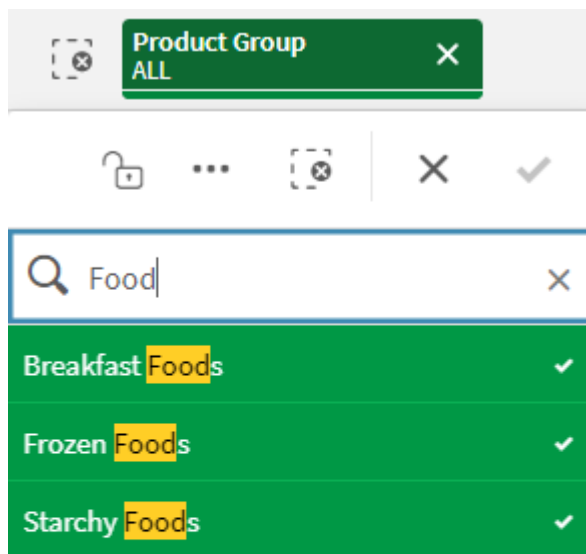 Product Group
ALL
Food
Breakfast Foods
Frozen Foods
Starchy Foods